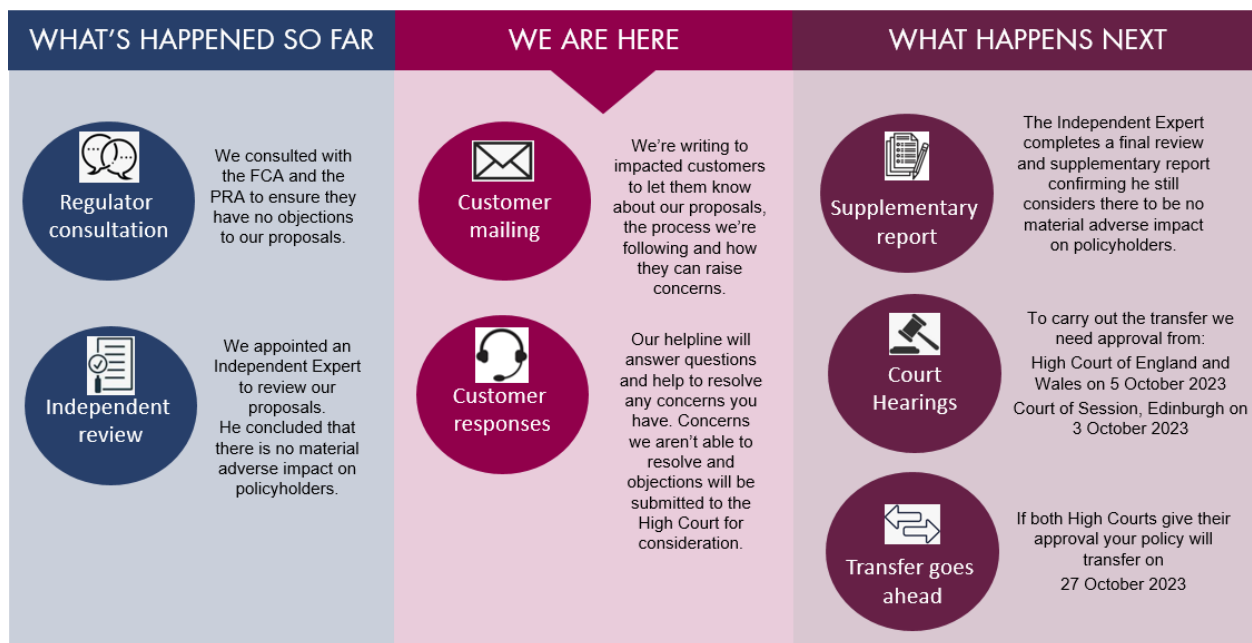 WHAT'S HAPPENED SO FAR
Regulator
consultation
We consulted with
the FCA and the
PRA to ensure they
have no objections
to our proposals.
Independent
review
We appointed an
Independent Expert
to review our
proposals.
He concluded that
there is no material
adverse impact on
policyholders.
WE ARE HERE
Customer
mailing
We're writing to
impacted customers
to let them know
about our proposals,
the process we're
following and how
they can raise
concerns.
Customer
responses
Our helpline will
answer questions
and help to resolve
any concerns you
have. Concerns
we aren't able to
resolve and
objections will be
submitted to the
High Court for
consideration.
WHAT HAPPENS NEXT
Supplementary
report
The Independent Expert
completes a final review
and supplementary report
confirming he still
considers there to be no
material adverse impact
on policyholders.
Court
Hearings
To carry out the transfer we
need approval from:
High Court of England and
Wales on 5 October 2023
Court of Session, Edinburgh on
3 October 2023
Transfer goes
ahead
If both High Courts give their
approval your policy will
transfer on
27 October 2023